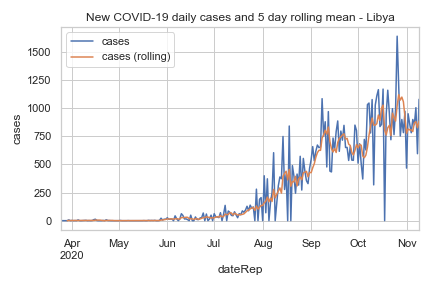 New COVID-19 daily cases and 5 day rolling mean - Libya
cases
cases (rolling)
1500
1250
1000
750
500
250
0
cases
Apr May Jun Jul Aug Sep Oct Nov
2020
dateRep